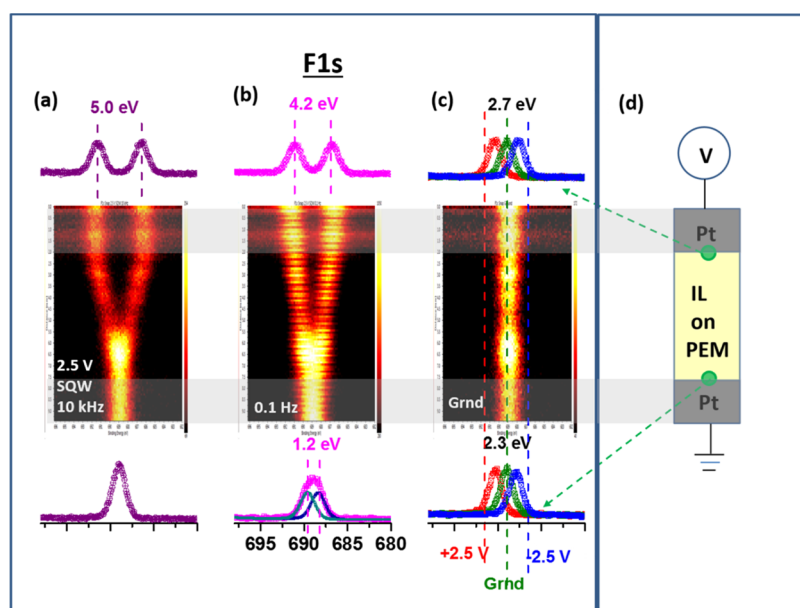 F1s
(a)
(b)
(c)
(d)
5.0 eV
4.2 eV
2.7 eV
V
Pt
IL
on
PEM
Pt
2.5 V
SQW
10 kHz
0.1 Hz
Grnd
1.2 eV
2.3 eV
695 690 685 680
+2.5 V
-2.5 V
Grnd